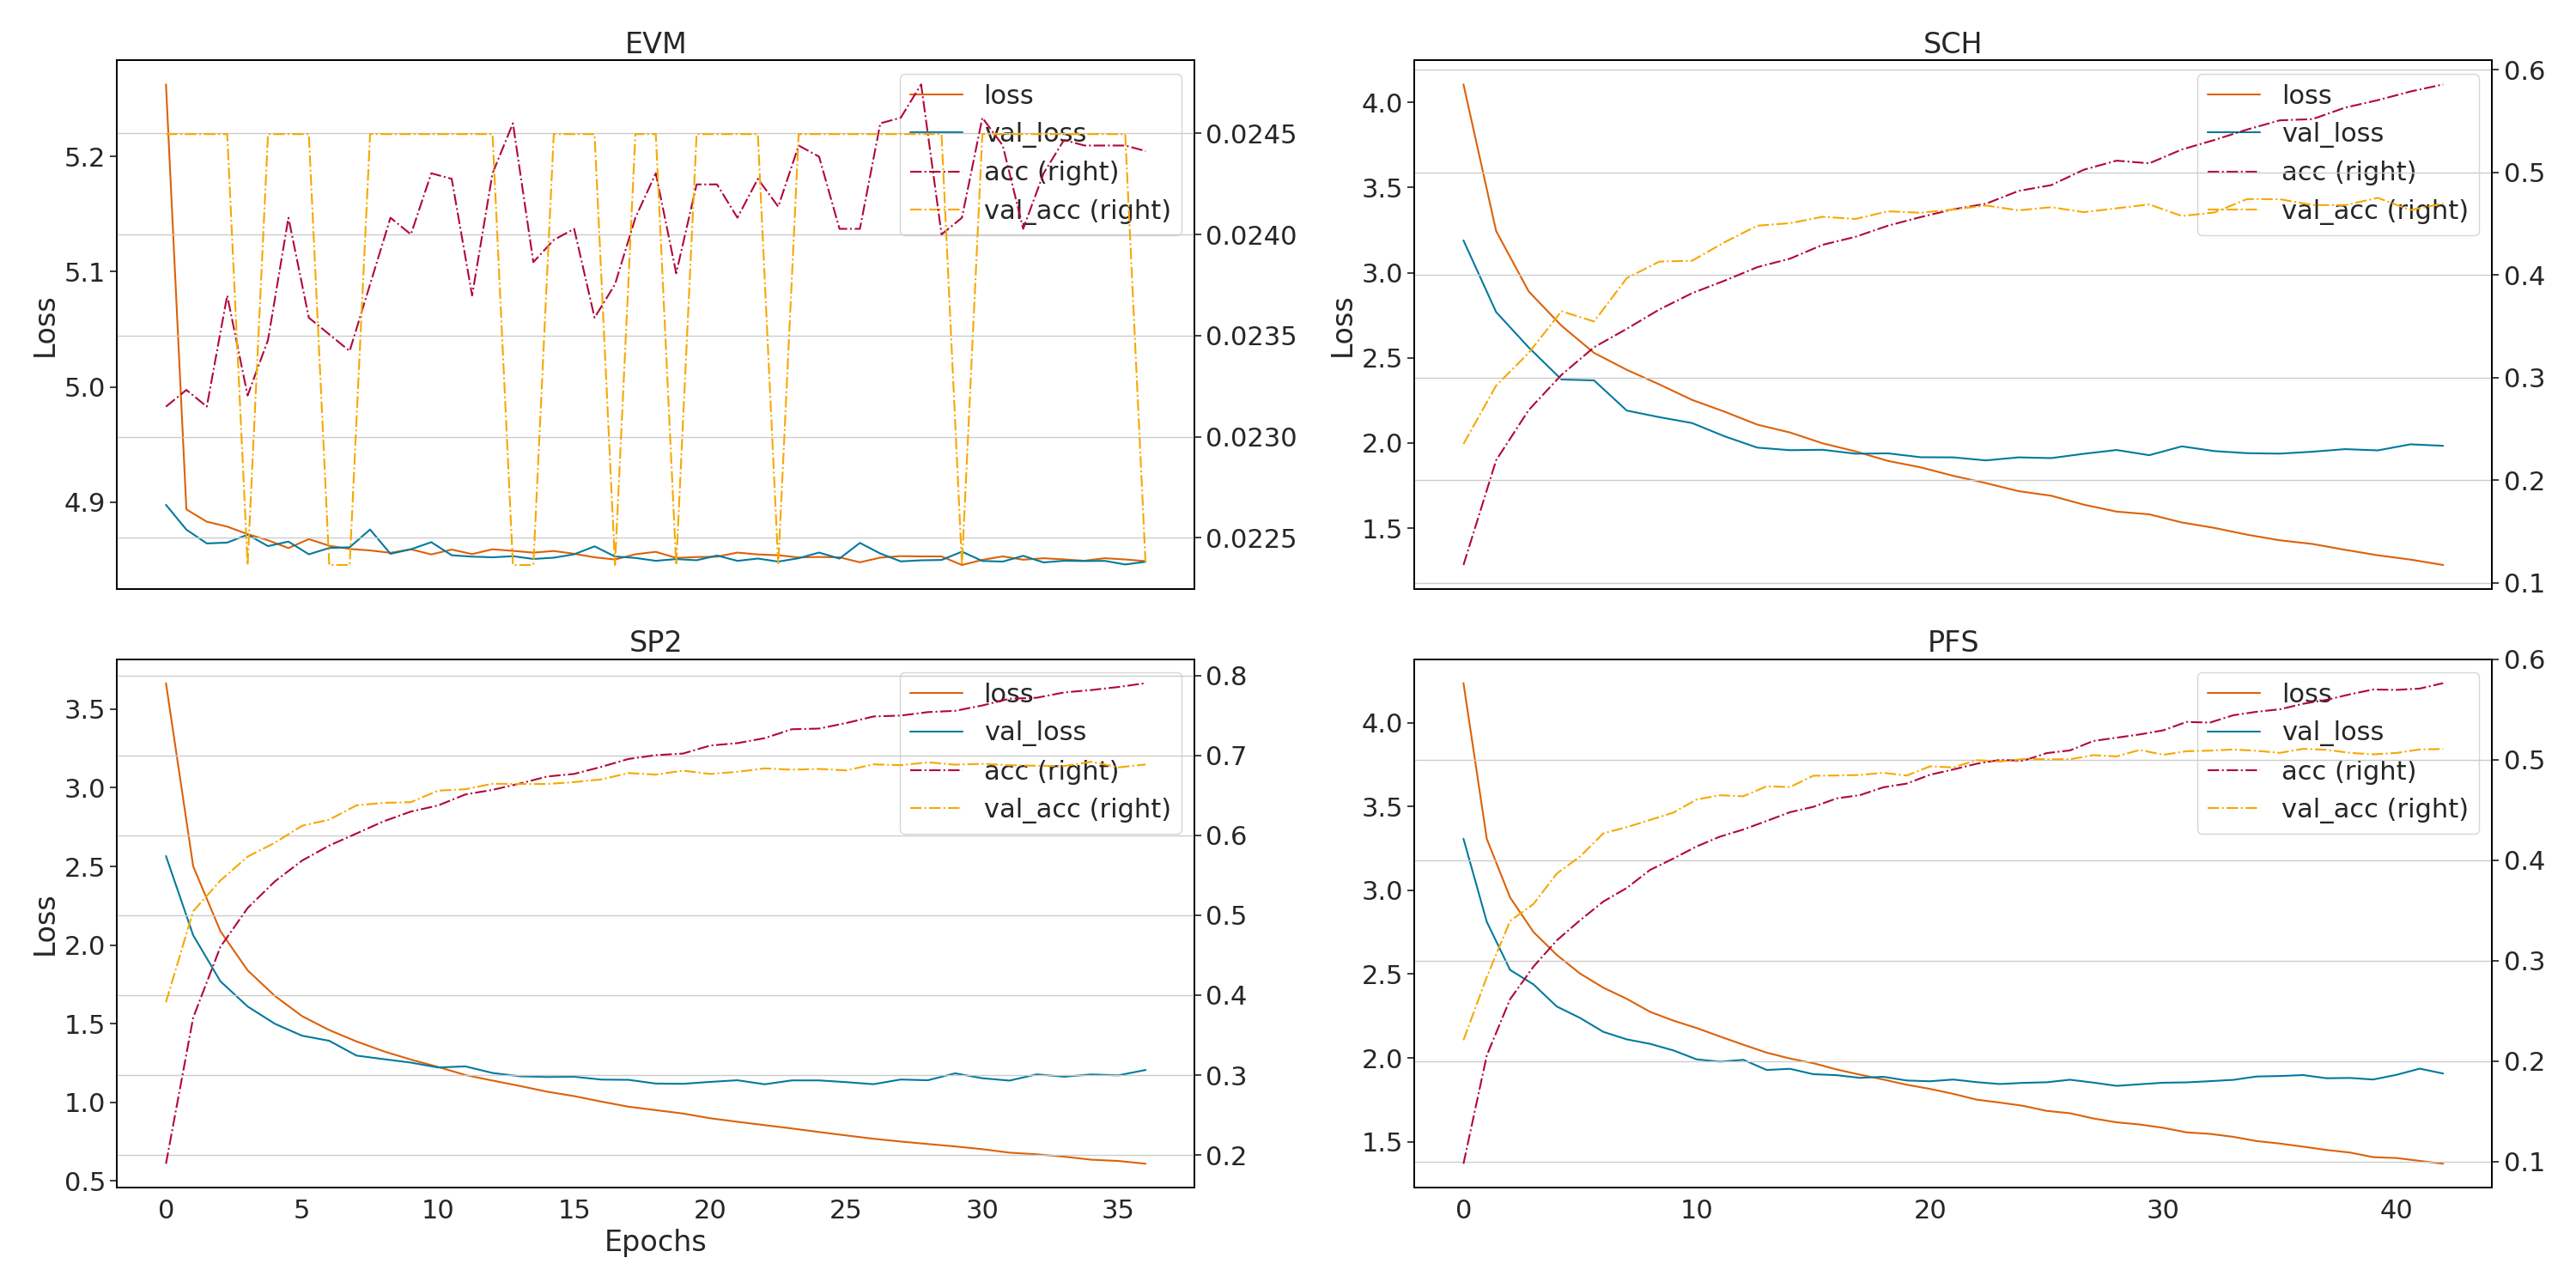 EVM
Loss
5.2
5.1
5.0
4.9
0.0245
0.0240
0.0235
0.0230
0.0225
loss
val_loss
acc (right)
val_acc (right)
SCH
Loss
4.0
3.5
3.0
2.5
2.0
1.5
0.6
0.5
0.4
0.3
0.2
0.1
loss
val_loss
acc (right)
val_acc (right)
SP2
Loss
3.5
3.0
2.5
2.0
1.5
1.0
0.5
0.8
0.7
0.6
0.5
0.4
0.3
0.2
loss
val_loss
acc (right)
val_acc (right)
0 5 10 15 20 25 30 35
Epochs
PFS
4.0
3.5
3.0
2.5
2.0
1.5
0.6
0.5
0.4
0.3
0.2
0.1
loss
val_loss
acc (right)
val_acc (right)
0 10 20 30 40